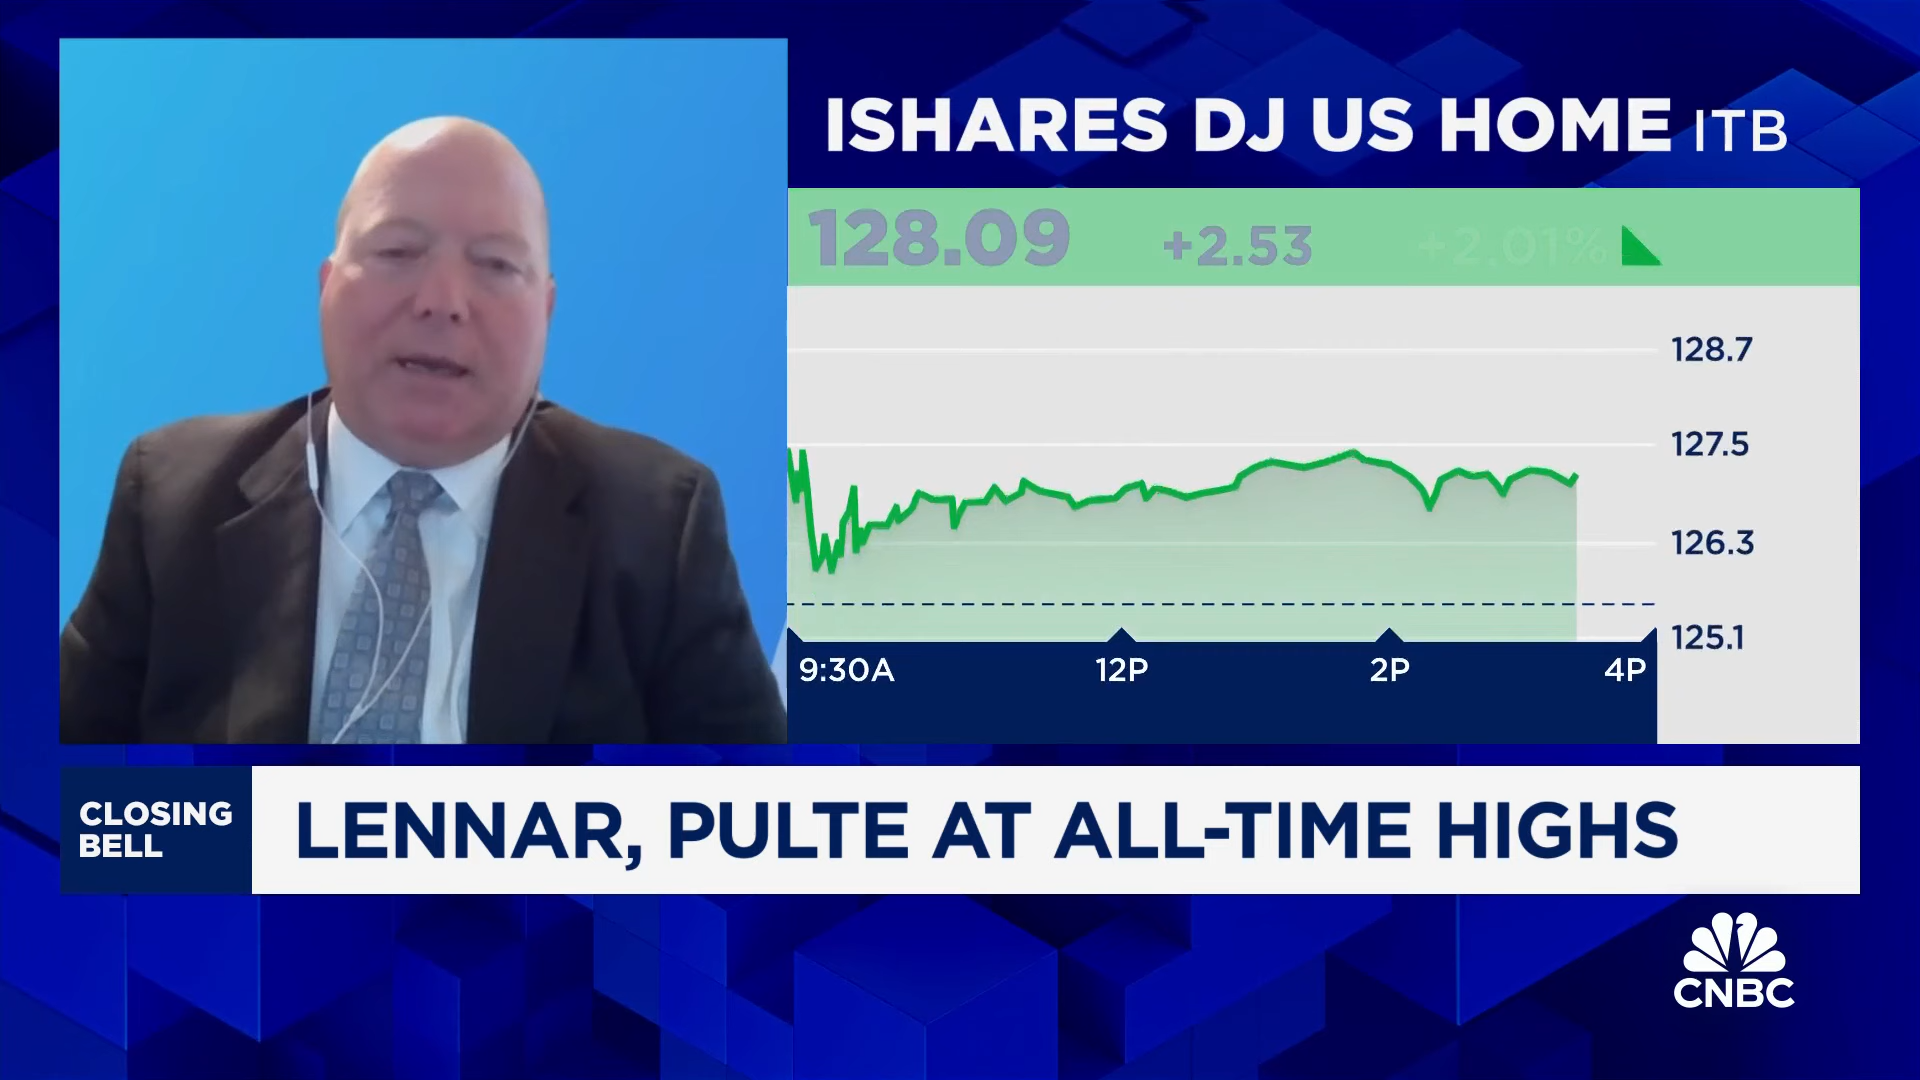 ISHARES DJ US HOME ITB
128.09 +2.53 +2.01%
128.7
127.5
126.3
125.1
9:30A 12P 2P 4P
CLOSING
BELL
LENNAR, PULTE AT ALL-TIME HIGHS
CNBC